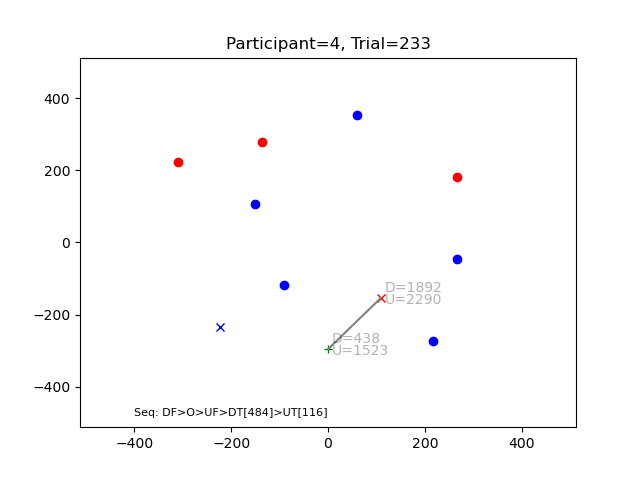 Participant=4, Trial=233
400
200
0
−200
−400
D=1892
U=2290
D=438
U=1523
Seq: DF>O>UF>DT[484]>UT[116]
−400
−200
0
200
400